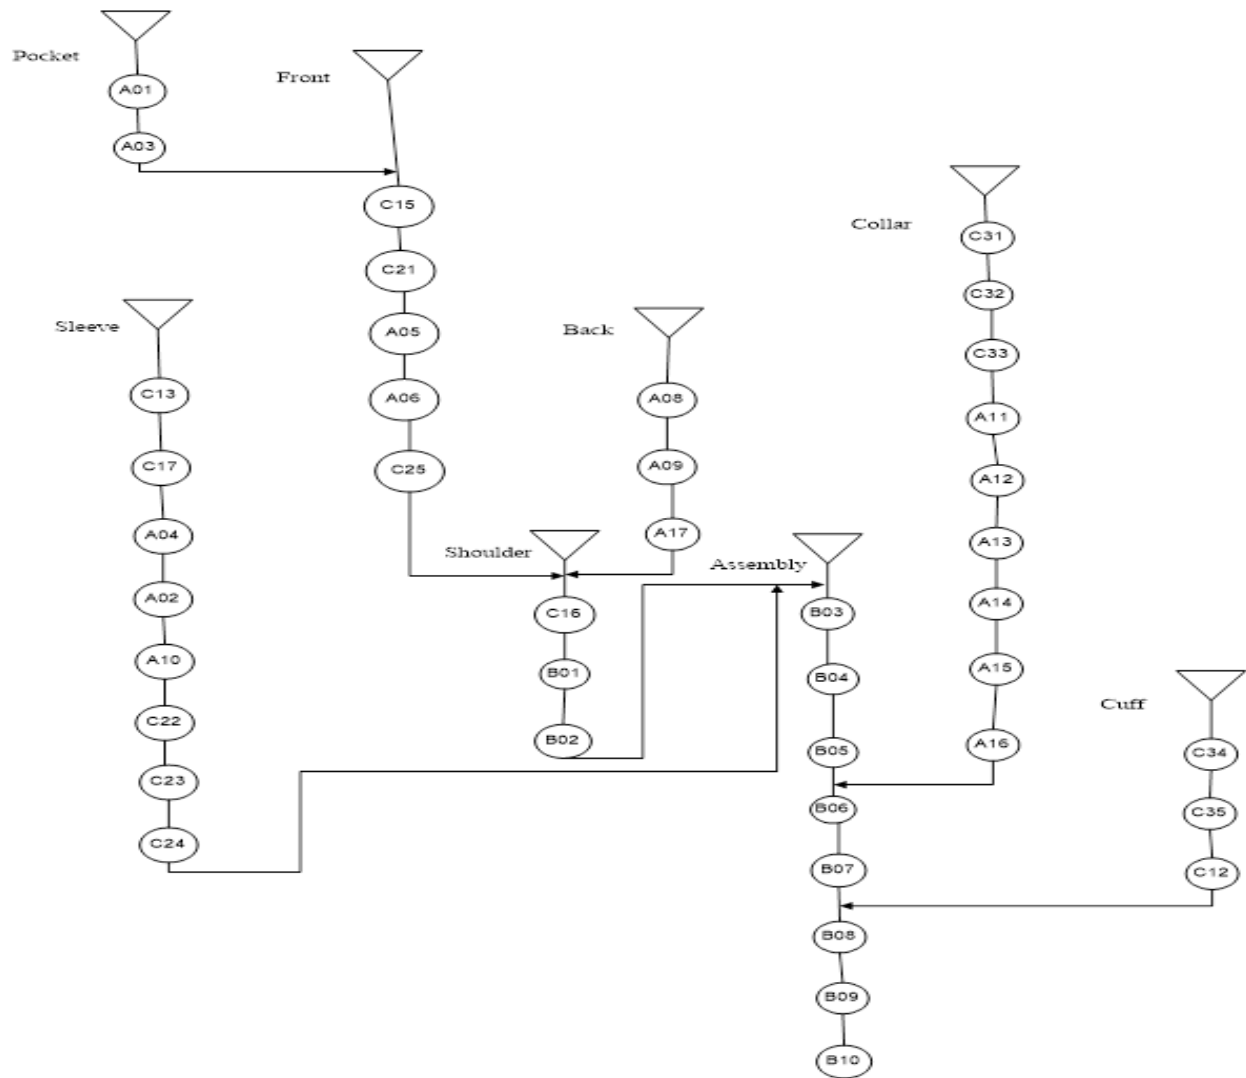 Pocket
A01
A03
Front
C15
C21
A05
A06
C25
Sleeve
C13
C17
A04
A02
A10
C22
C23
C24
Back
A08
A09
A17
Shoulder
C16
B01
B02
Assembly
B03
B04
B05
B06
B07
B08
B09
B10
Collar
C31
C32
C33
A11
A12
A13
A14
A15
A16
Cuff
C34
C35
C12